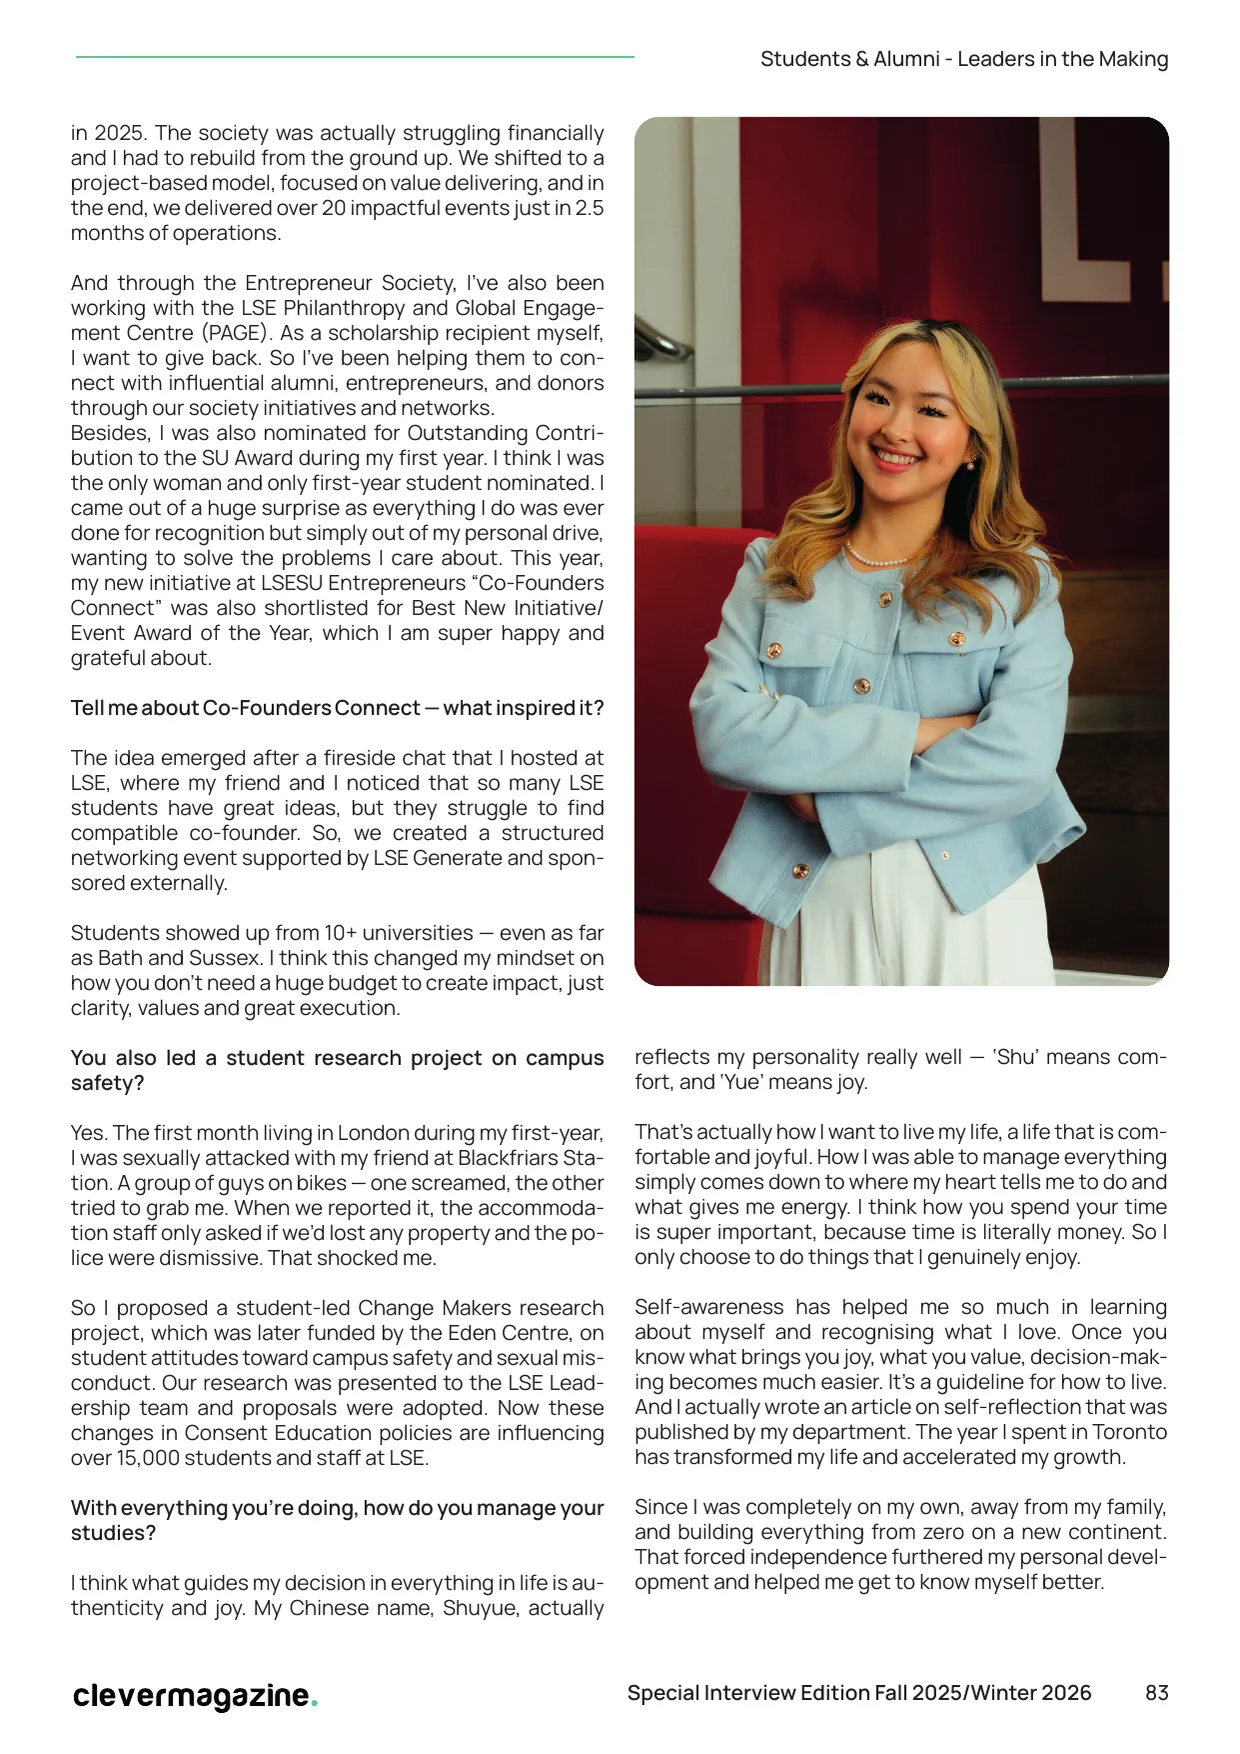 Students & Alumni - Leaders in the Making
in 2025. The society was actually struggling financially
and I had to rebuild from the ground up. We shifted to a
project-based model, focused on value delivering, and in
the end, we delivered over 20 impactful events just in 2.5
months of operations.
And through the Entrepreneur Society, I've also been
working with the LSE Philanthropy and Global Engage-
ment Centre (PAGE). As a scholarship recipient myself,
I want to give back. So I've been helping them to con-
nect with influential alumni, entrepreneurs, and donors
through our society initiatives and networks.
Besides, I was also nominated for Outstanding Contri-
bution to the SU Award during my first year. I think I was
the only woman and only first-year student nominated. I
came out of a huge surprise as everything I do was ever
done for recognition but simply out of my personal drive,
wanting to solve the problems I care about. This year,
my new initiative at LSESU Entrepreneurs “Co-Founders
Connect” was also shortlisted for Best New Initiative/
Event Award of the Year, which I am super happy and
grateful about.
Tell me about Co-Founders Connect — what inspired it?
The idea emerged after a fireside chat that I hosted at
LSE, where my friend and I noticed that so many LSE
students have great ideas, but they struggle to find
compatible co-founder. So, we created a structured
networking event supported by LSE Generate and spon-
sored externally.
Students showed up from 10+ universities — even as far
as Bath and Sussex. I think this changed my mindset on
how you don't need a huge budget to create impact, just
clarity, values and great execution.
You also led a student research project on campus
safety?
Yes. The first month living in London during my first-year,
I was sexually attacked with my friend at Blackfriars Sta-
tion. A group of guys on bikes — one screamed, the other
tried to grab me. When we reported it, the accommoda-
tion staff only asked if we'd lost any property and the po-
lice were dismissive. That shocked me.
So I proposed a student-led Change Makers research
project, which was later funded by the Eden Centre, on
student attitudes toward campus safety and sexual mis-
conduct. Our research was presented to the LSE Lead-
ership team and proposals were adopted. Now these
changes in Consent Education policies are influencing
over 15,000 students and staff at LSE.
With everything you're doing, how do you manage your
studies?
I think what guides my decision in everything in life is au-
thenticity and joy. My Chinese name, Shuyue, actually
L
reflects my personality really well — ‘Shu’ means com-
fort, and ‘Yue’ means joy.
That's actually how I want to live my life, a life that is com-
fortable and joyful. How I was able to manage everything
simply comes down to where my heart tells me to do and
what gives me energy. I think how you spend your time
is super important, because time is literally money. So I
only choose to do things that I genuinely enjoy.
Self-awareness has helped me so much in learning
about myself and recognising what I love. Once you
know what brings you joy, what you value, decision-mak-
ing becomes much easier. It's a guideline for how to live.
And I actually wrote an article on self-reflection that was
published by my department. The year I spent in Toronto
has transformed my life and accelerated my growth.
Since I was completely on my own, away from my family,
and building everything from zero on a new continent.
That forced independence furthered my personal devel-
opment and helped me get to know myself better.
clevermagazine.
Special Interview Edition Fall 2025/Winter 2026
83